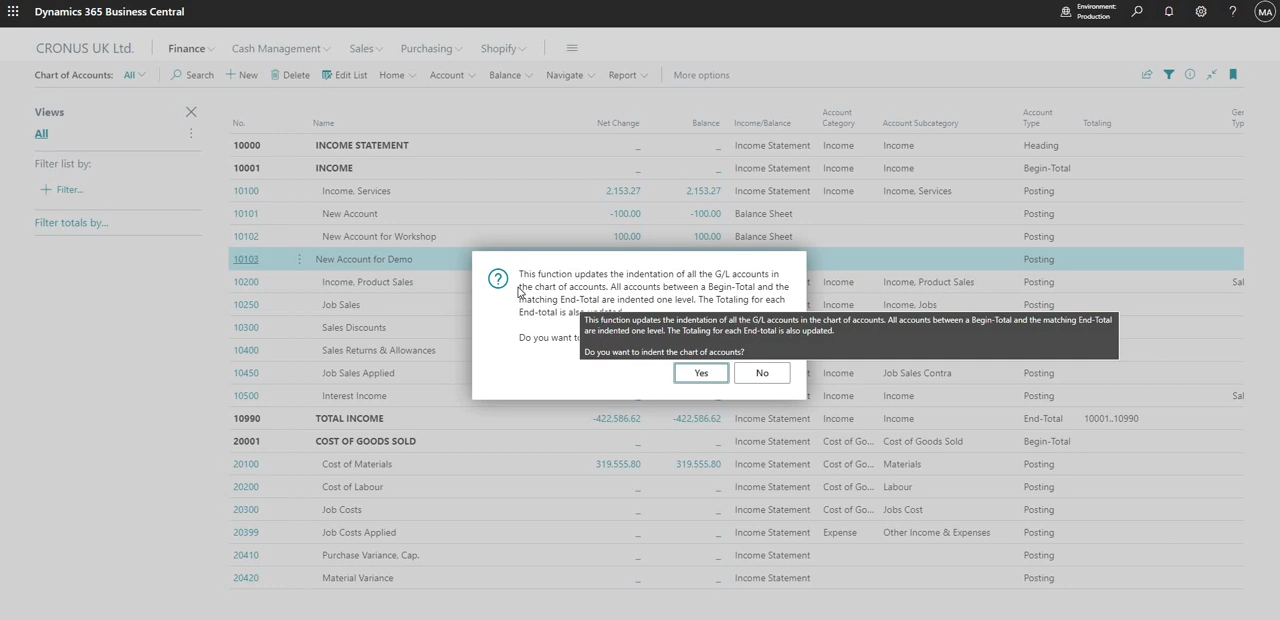 Dynamics 365 Business Central
Environment:
Production
MA
CRONUS UK Ltd. Finance Cash Management Sales Purchasing Shopify
Chart of Accounts: All Search New Delete Edit List Home Account Balance Navigate Report More options
Views
All
Filter list by:
Filter...
Filter totals by...
No. Name Net Change Balance Income/Balance Account Category Account Subcategory Account Type Totaling Ger Typ
10000 INCOME STATEMENT _ _ Income Statement Income Income Heading
10001 INCOME _ _ Income Statement Income Income Begin-Total
10100 Income, Services 2,153.27 2,153.27 Income Statement Income Income, Services Posting
10101 New Account -100.00 -100.00 Balance Sheet Posting
10102 New Account for Workshop 100.00 100.00 Balance Sheet Posting
10103 New Account for Demo Posting
10200 Income, Product Sales Income Income, Product Sales Posting Sal
10250 Job Sales Income Income, Jobs Posting
10300 Sales Discounts
10400 Sales Returns & Allowances
10450 Job Sales Applied Income Job Sales Contra Posting
10500 Interest Income Income Statement Income Income Posting Sal
10990 TOTAL INCOME -422,586.62 -422,586.62 Income Statement Income Income End-Total 10001..10990
20001 COST OF GOODS SOLD _ _ Income Statement Cost of Go... Cost of Goods Sold Begin-Total
20100 Cost of Materials 319,555.80 319,555.80 Income Statement Cost of Go... Materials Posting
20200 Cost of Labour _ _ Income Statement Cost of Go... Labour Posting
20300 Job Costs _ _ Income Statement Cost of Go... Jobs Cost Posting
20399 Job Costs Applied _ _ Income Statement Expense Other Income & Expenses Posting
20410 Purchase Variance, Cap. _ _ Income Statement Posting
20420 Material Variance _ _ Income Statement Posting
This function updates the indentation of all the G/L accounts in
the chart of accounts. All accounts between a Begin-Total and the
matching End-Total are indented one level. The Totaling for each
End-total is also updated.
Do you want to
This function updates the indentation of all the G/L accounts in the chart of accounts. All accounts between a Begin-Total and the matching End-Total
are indented one level. The Totaling for each End-total is also updated.
Do you want to indent the chart of accounts?
Yes No